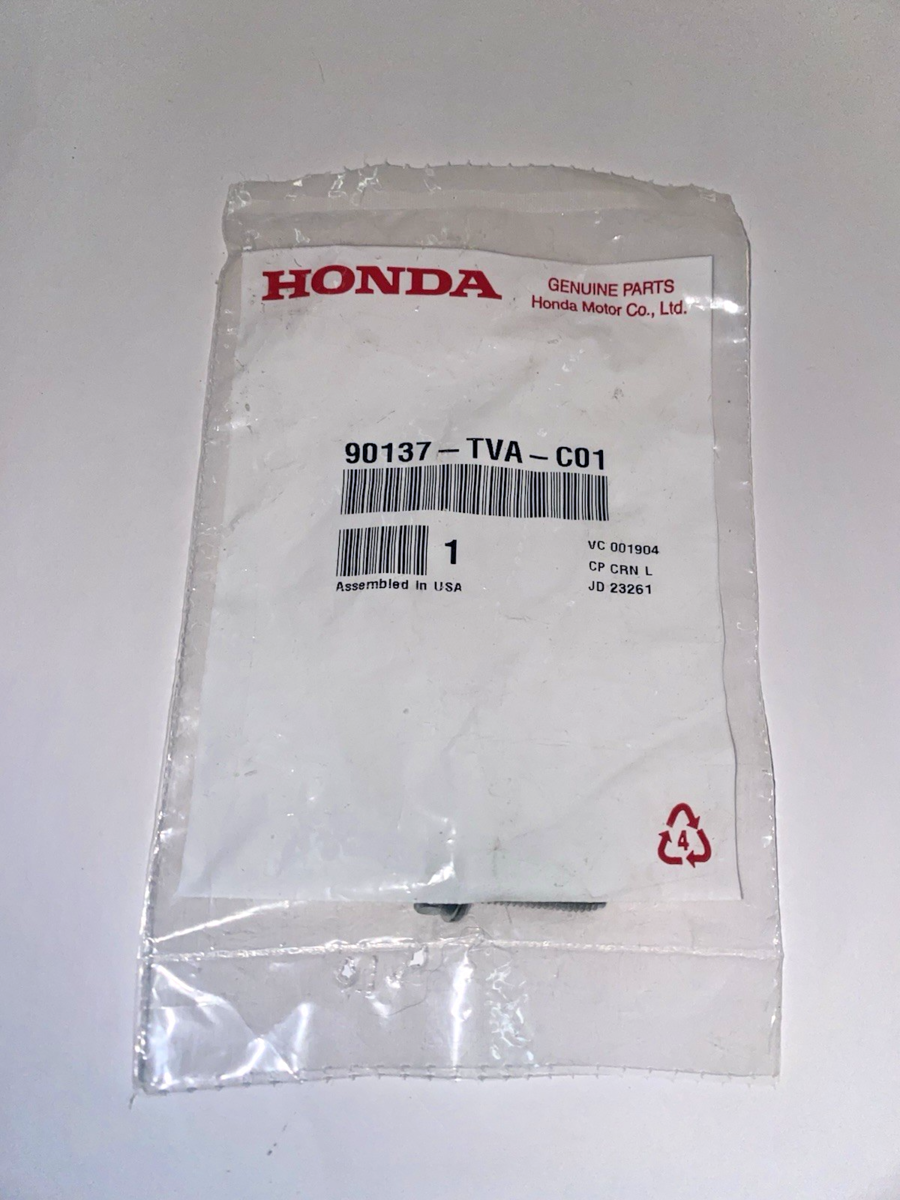 HONDA
GENUINE PARTS
Honda Motor Co., Ltd.
90137-TVA-C01
1
Assembled In USA
VC 001904
CP CRN L
JD 23261
4